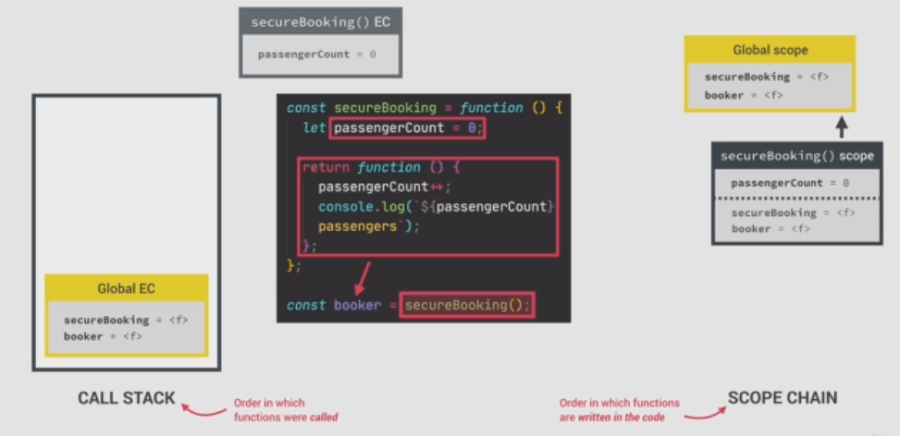 secureBooking() EC
passengerCount = 0
Global scope
secureBooking = <f>
booker = <f>
const secureBooking = function () {
let passengerCount = 0;
return function () {
passengerCount++;
console.log(`${passengerCount}
passengers`);
};
};
const booker = secureBooking();
secureBooking() scope
passengerCount = 0
secureBooking = <f>
booker = <f>
Global EC
secureBooking = <f>
booker = <f>
CALL STACK
Order in which
functions were called
Order in which functions
are written in the code
SCOPE CHAIN